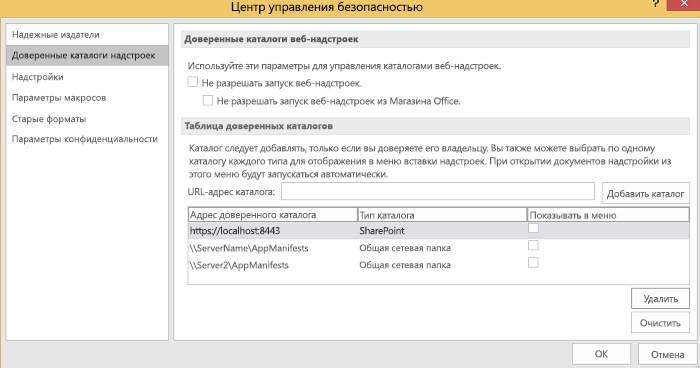 Центр управления безопасностью
?
Надежные издатели
Доверенные каталоги надстроек
Надстройки
Параметры макросов
Старые форматы
Параметры конфиденциальности
Доверенные каталоги веб-надстроек
Используйте эти параметры для управления каталогами веб-надстроек.
Не разрешать запуск веб-надстроек.
Не разрешать запуск веб-надстроек из Магазина Office.
Таблица доверенных каталогов
Каталог следует добавлять, только если вы доверяете его владельцу. Вы также можете выбрать по одному
каталогу каждого типа для отображения в меню вставки надстроек. При открытии документов надстройки из
этого меню будут запускаться автоматически.
URL-адрес каталога:
Добавить каталог
Адрес доверенного каталога Тип каталога Показывать в меню
https://localhost:8443 SharePoint
\\ServerName\AppManifests Общая сетевая папка
\\Server2\AppManifests Общая сетевая папка
Удалить
Очистить
ОК Отмена